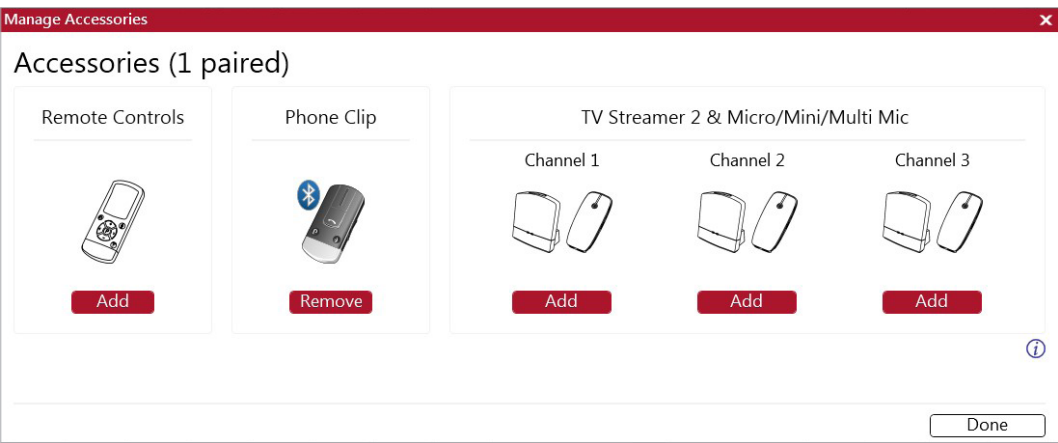 Manage Accessories
Accessories (1 paired)
Remote Controls
Phone Clip
TV Streamer 2 & Micro/Mini/Multi Mic
Channel 1
Channel 2
Channel 3
Add
Remove
Add
Add
Add
Done